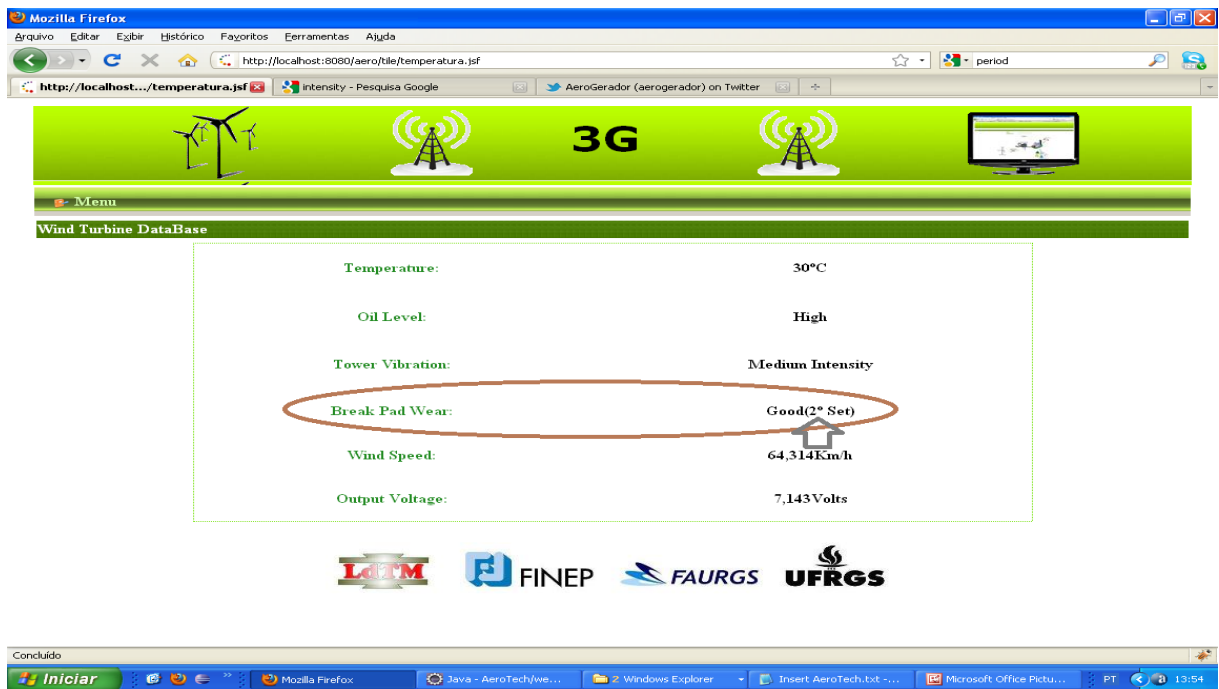 Mozilla Firefox
Arquivo Editar Exibir Histórico Favoritos Ferramentas Ajuda
http://localhost:8080/aero/tile/temperatura.jsf period
http://localhost.../temperatura.jsf intensity - Pesquisa Google AeroGerador (aerogerador) on Twitter
3G
Menu
Wind Turbine DataBase
Temperature: 30°C
Oil Level: High
Tower Vibration: Medium Intensity
Break Pad Wear: Good(2° Set)
Wind Speed: 64,314Km/h
Output Voltage: 7,143Volts
LdTM FINEP FAURGS UFRGS
Concluído
Iniciar Mozilla Firefox Java - AeroTech/we... 2 Windows Explorer Insert AeroTech.txt -... Microsoft Office Pictu... PT 13:54